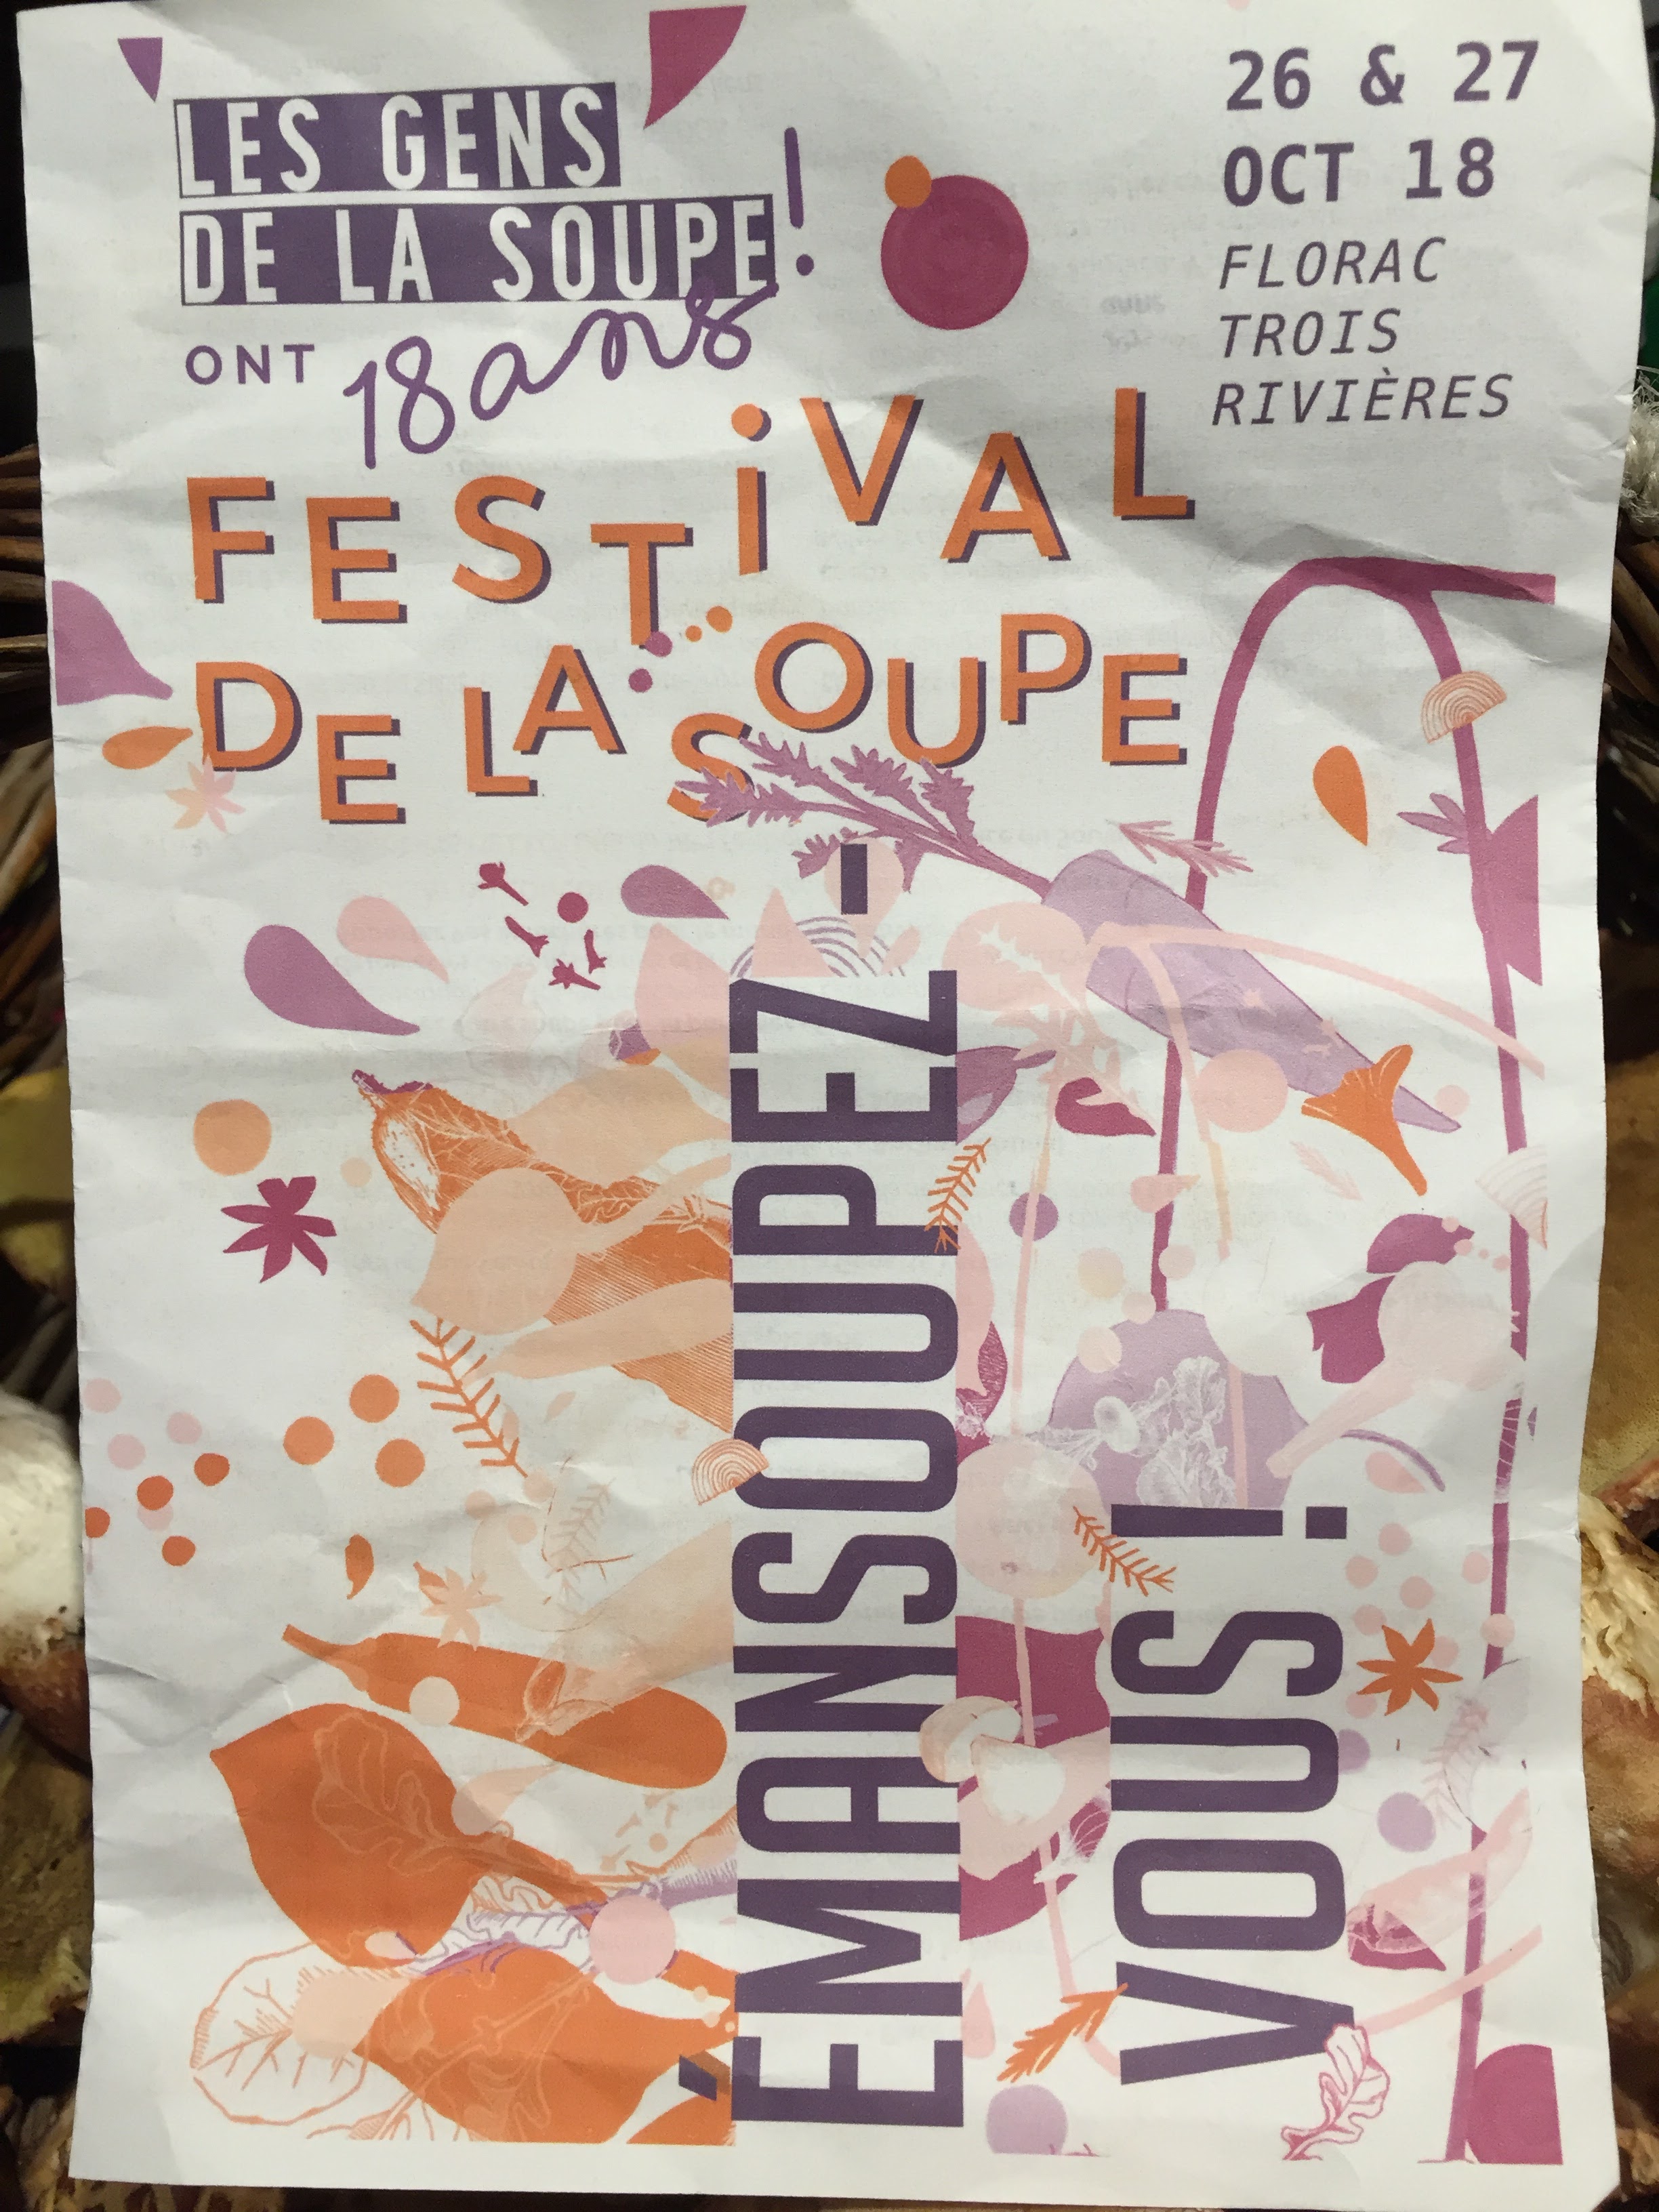 LES GENS
DE LA SOUPE!
ONT 18 ans
26 & 27
OCT 18
FLORAC
TROIS
RIVIÈRES
FESTiVAL
DE LA SOUPE
ÉMANSOUPEZ-
VOUS !